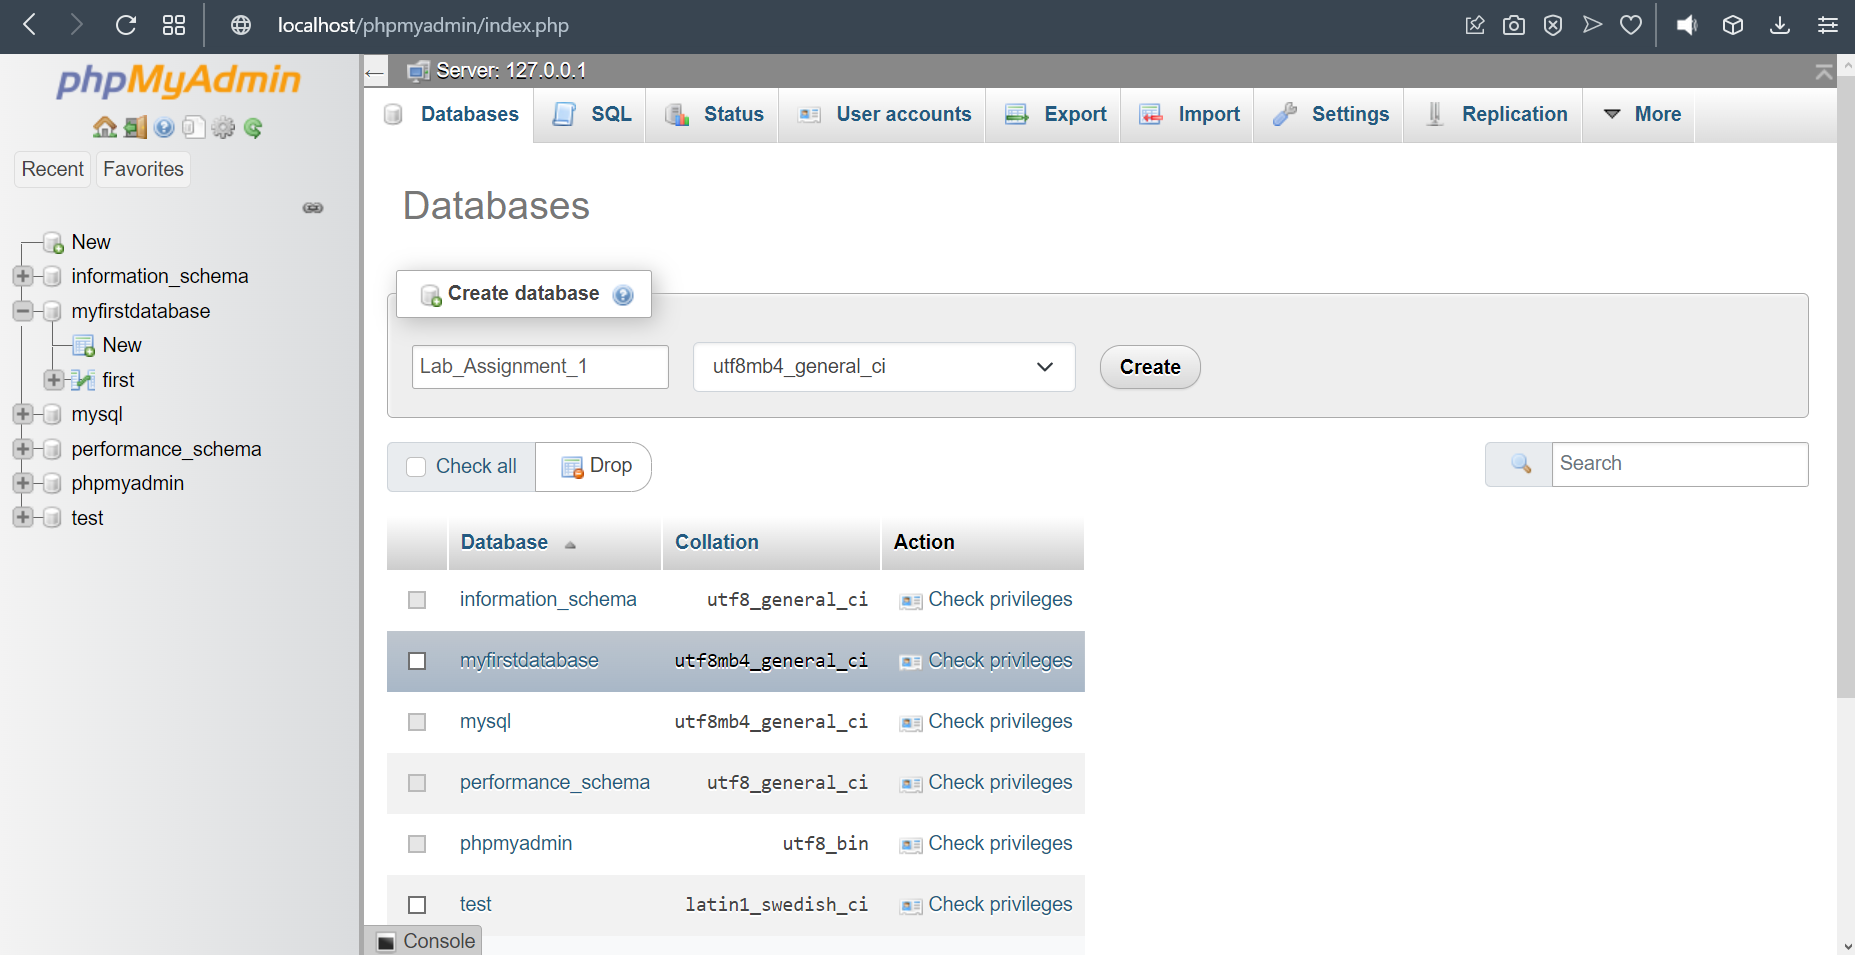 localhost/phpmyadmin/index.php
phpMyAdmin
Recent
Favorites
New
information_schema
myfirstdatabase
New
first
mysql
performance_schema
phpmyadmin
test
Server: 127.0.0.1
Databases
SQL
Status
User accounts
Export
Import
Settings
Replication
More
Databases
Create database
Lab_Assignment_1
utf8mb4_general_ci
Create
Check all
Drop
Search
Database
Collation
Action
information_schema
utf8_general_ci
Check privileges
myfirstdatabase
utf8mb4_general_ci
Check privileges
mysql
utf8mb4_general_ci
Check privileges
performance_schema
utf8_general_ci
Check privileges
phpmyadmin
utf8_bin
Check privileges
test
latin1_swedish_ci
Check privileges
Console